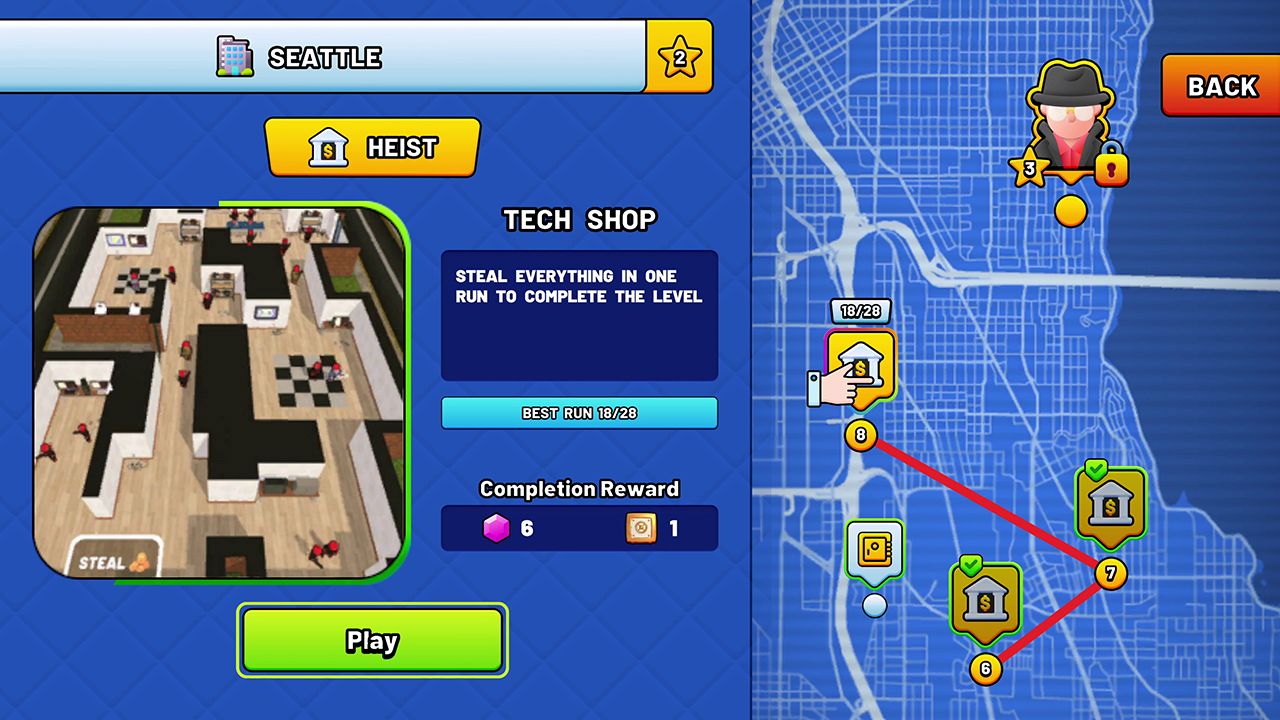 SEATTLE
2
HEIST
TECH SHOP
STEAL EVERYTHING IN ONE
RUN TO COMPLETE THE LEVEL
BEST RUN 18/28
Completion Reward
6
1
STEAL
Play
BACK
3
18/28
8
7
6